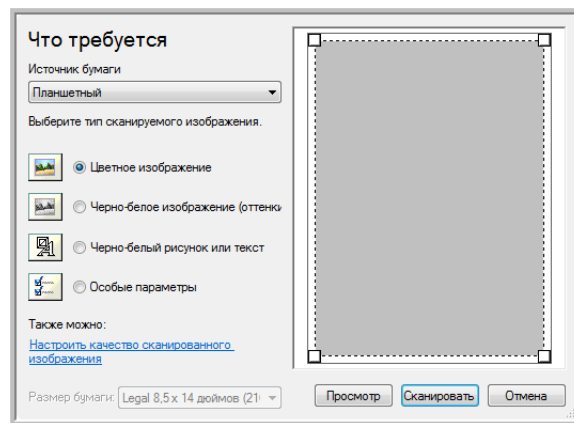 Что требуется
Источник бумаги
Планшетный
Выберите тип сканируемого изображения.
Цветное изображение
Черно-белое изображение (оттенки
Черно-белый рисунок или текст
Особые параметры
Также можно:
Настроить качество сканированного
изображения
Размер бумаги: Legal 8,5 x 14 дюймов (21
Просмотр Сканировать Отмена